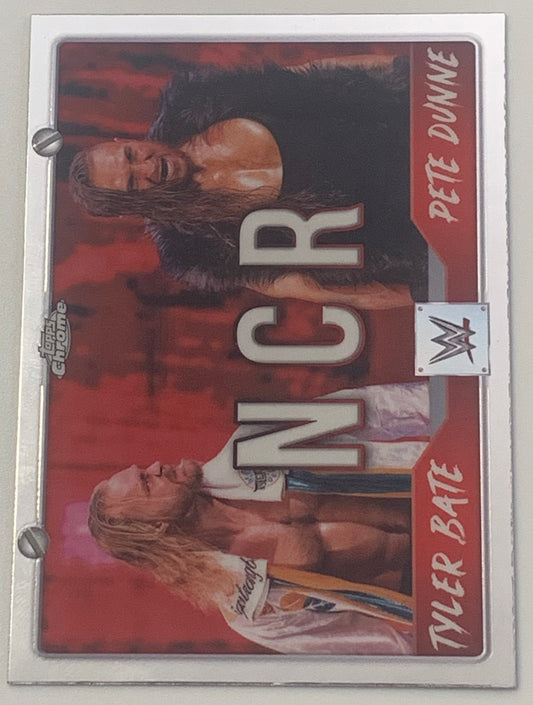 Topps
Chrome
NCR
TYLER BATE
W
PETE DUNNE